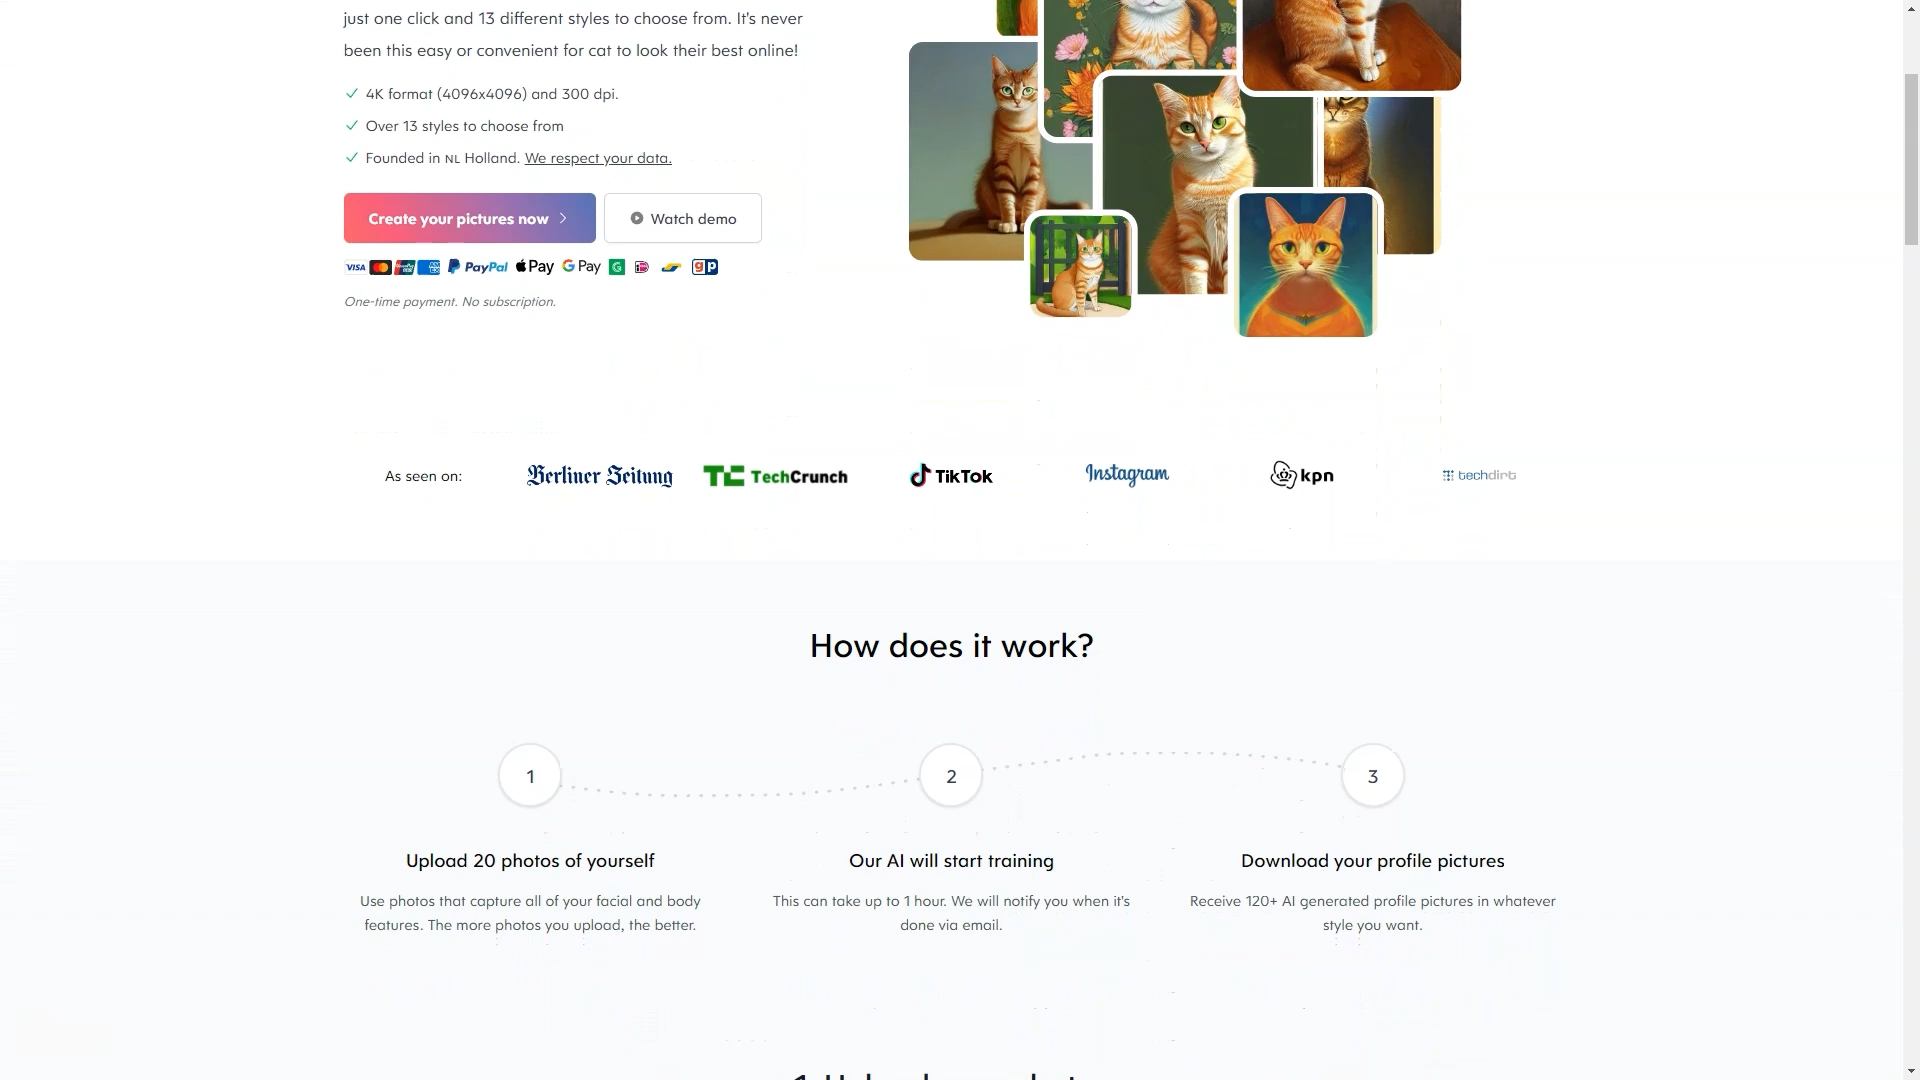 just one click and 13 different styles to choose from. It's never
been this easy or convenient for cat to look their best online!
4K format (4096x4096) and 300 dpi.
Over 13 styles to choose from
Founded in NL Holland. We respect your data.
Create your pictures now
Watch demo
VISA PayPal Pay G Pay
One-time payment. No subscription.
As seen on:
Berliner Zeitung
TC TechCrunch
TikTok
Instagram
kpn
techdirt
How does it work?
1
2
3
Upload 20 photos of yourself
Our AI will start training
Download your profile pictures
Use photos that capture all of your facial and body
features. The more photos you upload, the better.
This can take up to 1 hour. We will notify you when it's
done via email.
Receive 120+ AI generated profile pictures in whatever
style you want.